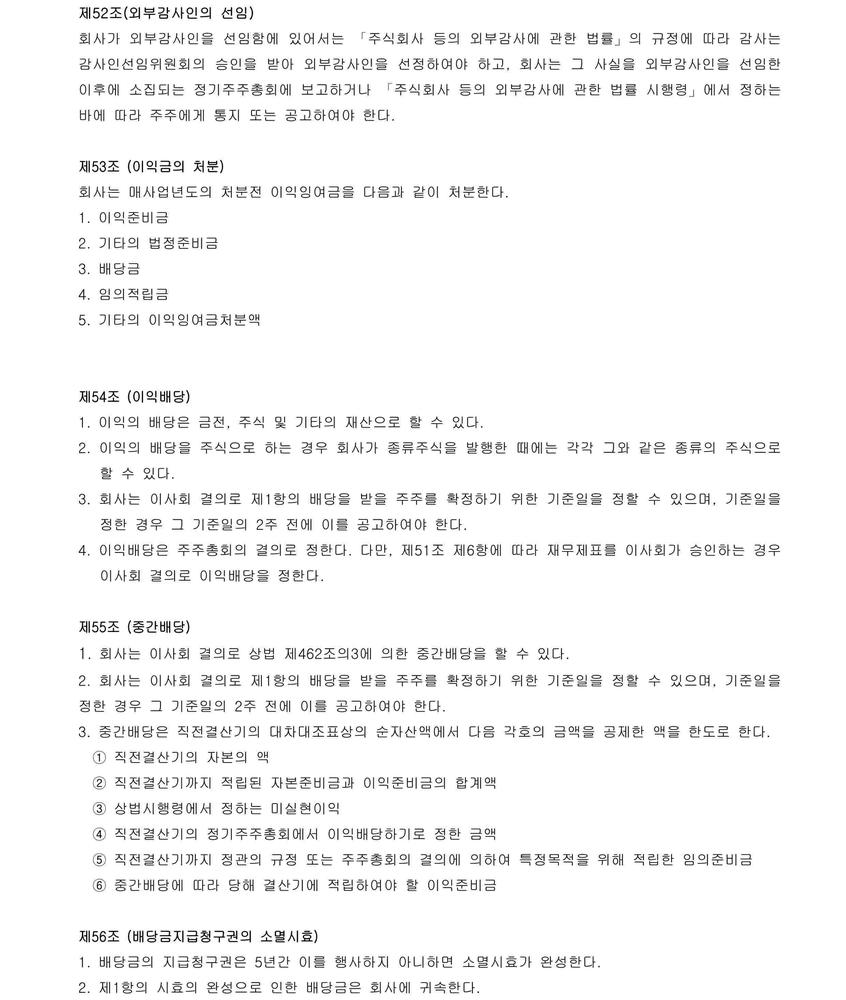 제52조(외부감사인의 선임)
회사가 외부감사인을 선임함에 있어서는 「주식회사 등의 외부감사에 관한 법률」의 규정에 따라 감사는
감사인선임위원회의 승인을 받아 외부감사인을 선정하여야 하고, 회사는 그 사실을 외부감사인을 선임한
이후에 소집되는 정기주주총회에 보고하거나 「주식회사 등의 외부감사에 관한 법률 시행령」에서 정하는
바에 따라 주주에게 통지 또는 공고하여야 한다.
제53조 (이익금의 처분)
회사는 매사업년도의 처분전 이익잉여금을 다음과 같이 처분한다.
1. 이익준비금
2. 기타의 법정준비금
3. 배당금
4. 임의적립금
5. 기타의 이익잉여금처분액
제54조 (이익배당)
1. 이익의 배당은 금전, 주식 및 기타의 재산으로 할 수 있다.
2. 이익의 배당을 주식으로 하는 경우 회사가 종류주식을 발행한 때에는 각각 그와 같은 종류의 주식으로
할 수 있다.
3. 회사는 이사회 결의로 제1항의 배당을 받을 주주를 확정하기 위한 기준일을 정할 수 있으며, 기준일을
정한 경우 그 기준일의 2주 전에 이를 공고하여야 한다.
4. 이익배당은 주주총회의 결의로 정한다. 다만, 제51조 제6항에 따라 재무제표를 이사회가 승인하는 경우
이사회 결의로 이익배당을 정한다.
제55조 (중간배당)
1. 회사는 이사회 결의로 상법 제462조의3에 의한 중간배당을 할 수 있다.
2. 회사는 이사회 결의로 제1항의 배당을 받을 주주를 확정하기 위한 기준일을 정할 수 있으며, 기준일을
정한 경우 그 기준일의 2주 전에 이를 공고하여야 한다.
3. 중간배당은 직전결산기의 대차대조표상의 순자산액에서 다음 각호의 금액을 공제한 액을 한도로 한다.
① 직전결산기의 자본의 액
② 직전결산기까지 적립된 자본준비금과 이익준비금의 합계액
③ 상법시행령에서 정하는 미실현이익
④ 직전결산기의 정기주주총회에서 이익배당하기로 정한 금액
⑤ 직전결산기까지 정관의 규정 또는 주주총회의 결의에 의하여 특정목적을 위해 적립한 임의준비금
⑥ 중간배당에 따라 당해 결산기에 적립하여야 할 이익준비금
제56조 (배당금지급청구권의 소멸시효)
1. 배당금의 지급청구권은 5년간 이를 행사하지 아니하면 소멸시효가 완성한다.
2. 제1항의 시효의 완성으로 인한 배당금은 회사에 귀속한다.